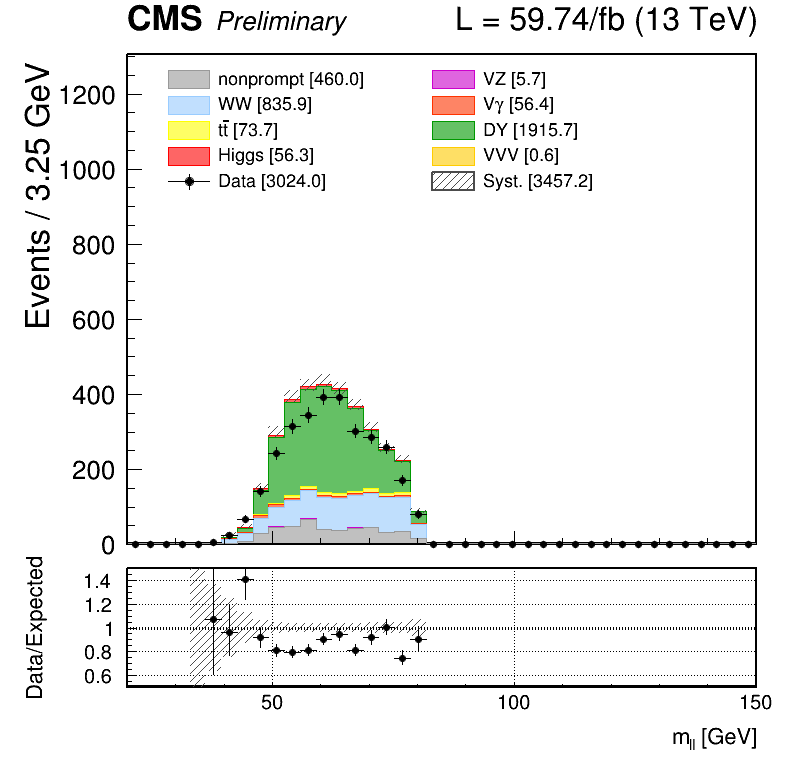 CMS Preliminary L = 59.74/fb (13 TeV)
Events / 3.25 GeV
1200
1000
800
600
400
200
0
nonprompt [460.0]
WW [835.9]
tt̄ [73.7]
Higgs [56.3]
Data [3024.0]
VZ [5.7]
Vγ [56.4]
DY [1915.7]
VVV [0.6]
Syst. [3457.2]
Data/Expected
1.4
1.2
1
0.8
0.6
50 100 150
m_ll [GeV]